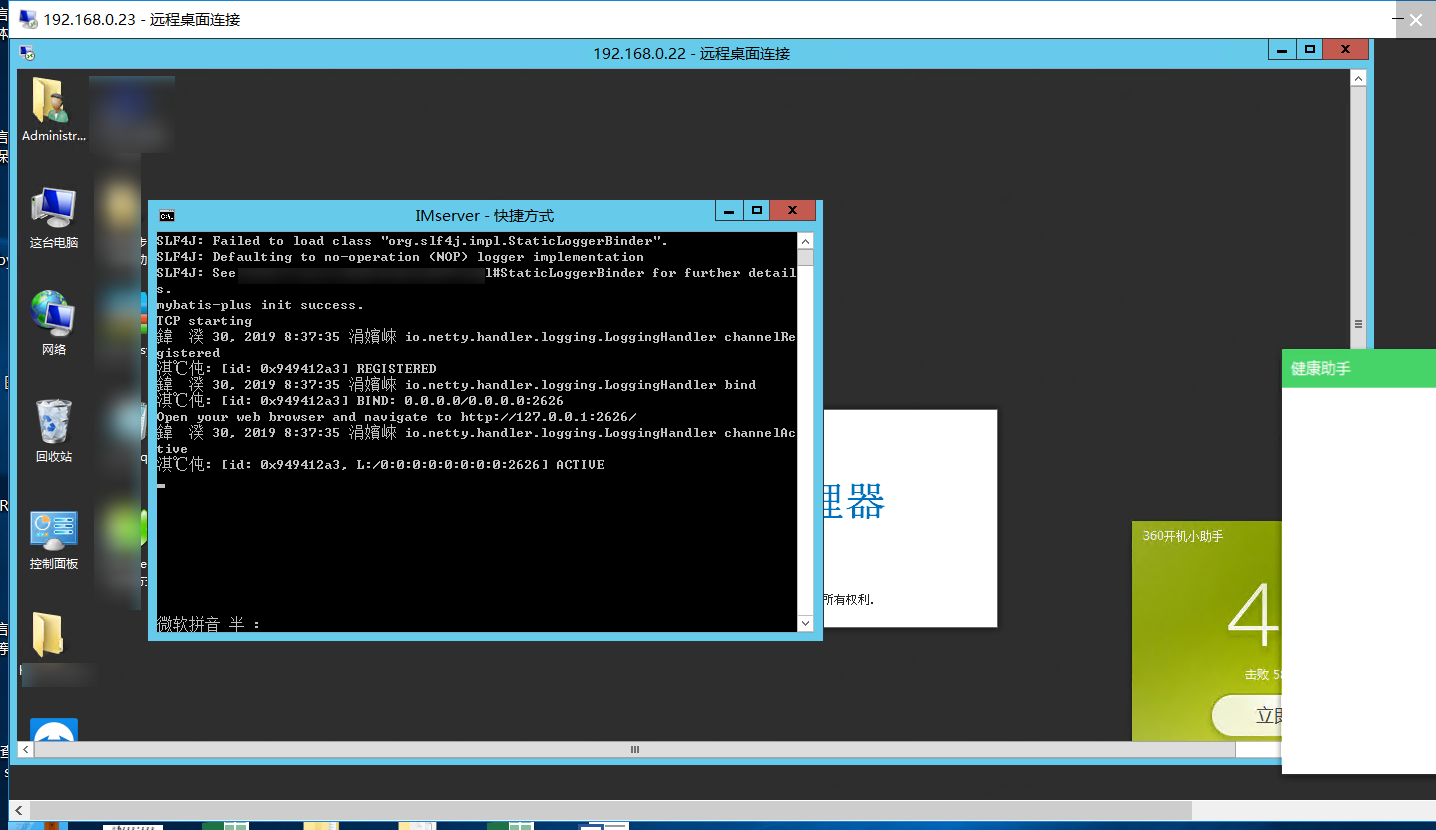 192.168.0.23 - 远程桌面连接
192.168.0.22 - 远程桌面连接
Administr...
这台电脑
网络
回收站
控制面板
IMserver - 快捷方式
SLF4J: Failed to load class "org.slf4j.impl.StaticLoggerBinder".
SLF4J: Defaulting to no-operation (NOP) logger implementation
SLF4J: See
l#StaticLoggerBinder for further detail
s.
mybatis-plus init success.
TCP starting
鍏 湀 30, 2019 8:37:35 涓嬪崍 io.netty.handler.logging.LoggingHandler channelRe
gistered
淇℃伅: [id: 0x949412a3] REGISTERED
鍏 湀 30, 2019 8:37:35 涓嬪崍 io.netty.handler.logging.LoggingHandler bind
淇℃伅: [id: 0x949412a3] BIND: 0.0.0.0/0.0.0.0:2626
Open your web browser and navigate to http://127.0.0.1:2626/
鍏 湀 30, 2019 8:37:35 涓嬪崍 io.netty.handler.logging.LoggingHandler channelAc
tive
淇℃伅: [id: 0x949412a3, L:/0:0:0:0:0:0:0:0:2626] ACTIVE
微软拼音 半 :
理器
所有权利.
健康助手
360开机小助手
4
击败 58
立即